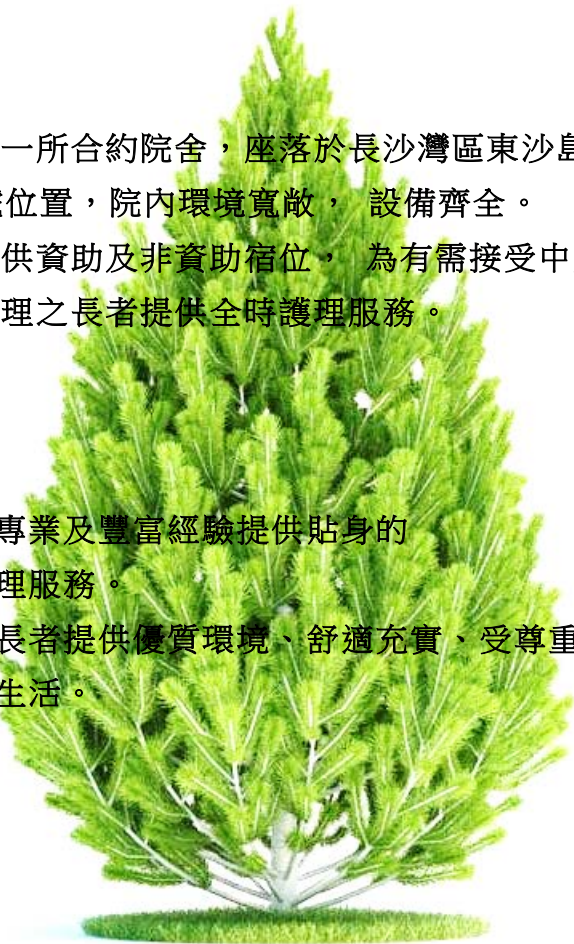 一所合約院舍，座落於長沙灣區東沙島
位置，院內環境寬敞， 設備齊全。
供資助及非資助宿位， 為有需接受中
理之長者提供全時護理服務。
專業及豐富經驗提供貼身的
理服務。
長者提供優質環境、舒適充實、受尊重
生活。